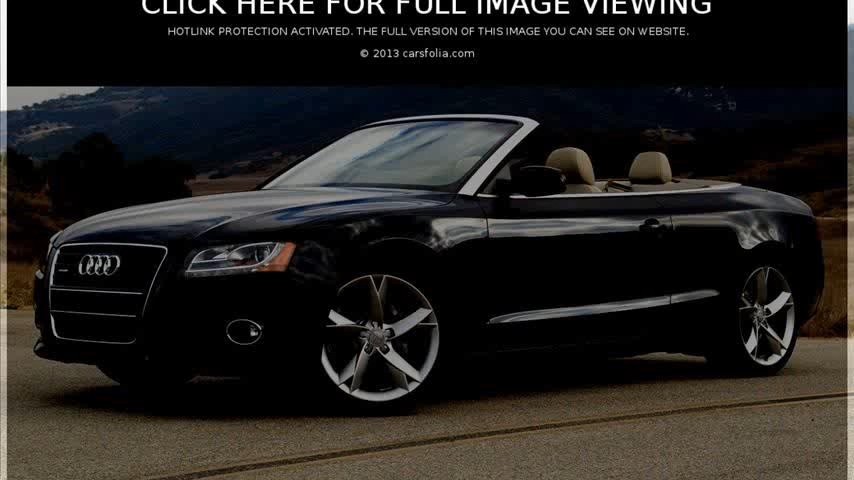 CLICK HERE FOR FULL IMAGE VIEWING
HOTLINK PROTECTION ACTIVATED. THE FULL VERSION OF THIS IMAGE YOU CAN SEE ON WEBSITE.
© 2013 carsfolia.com